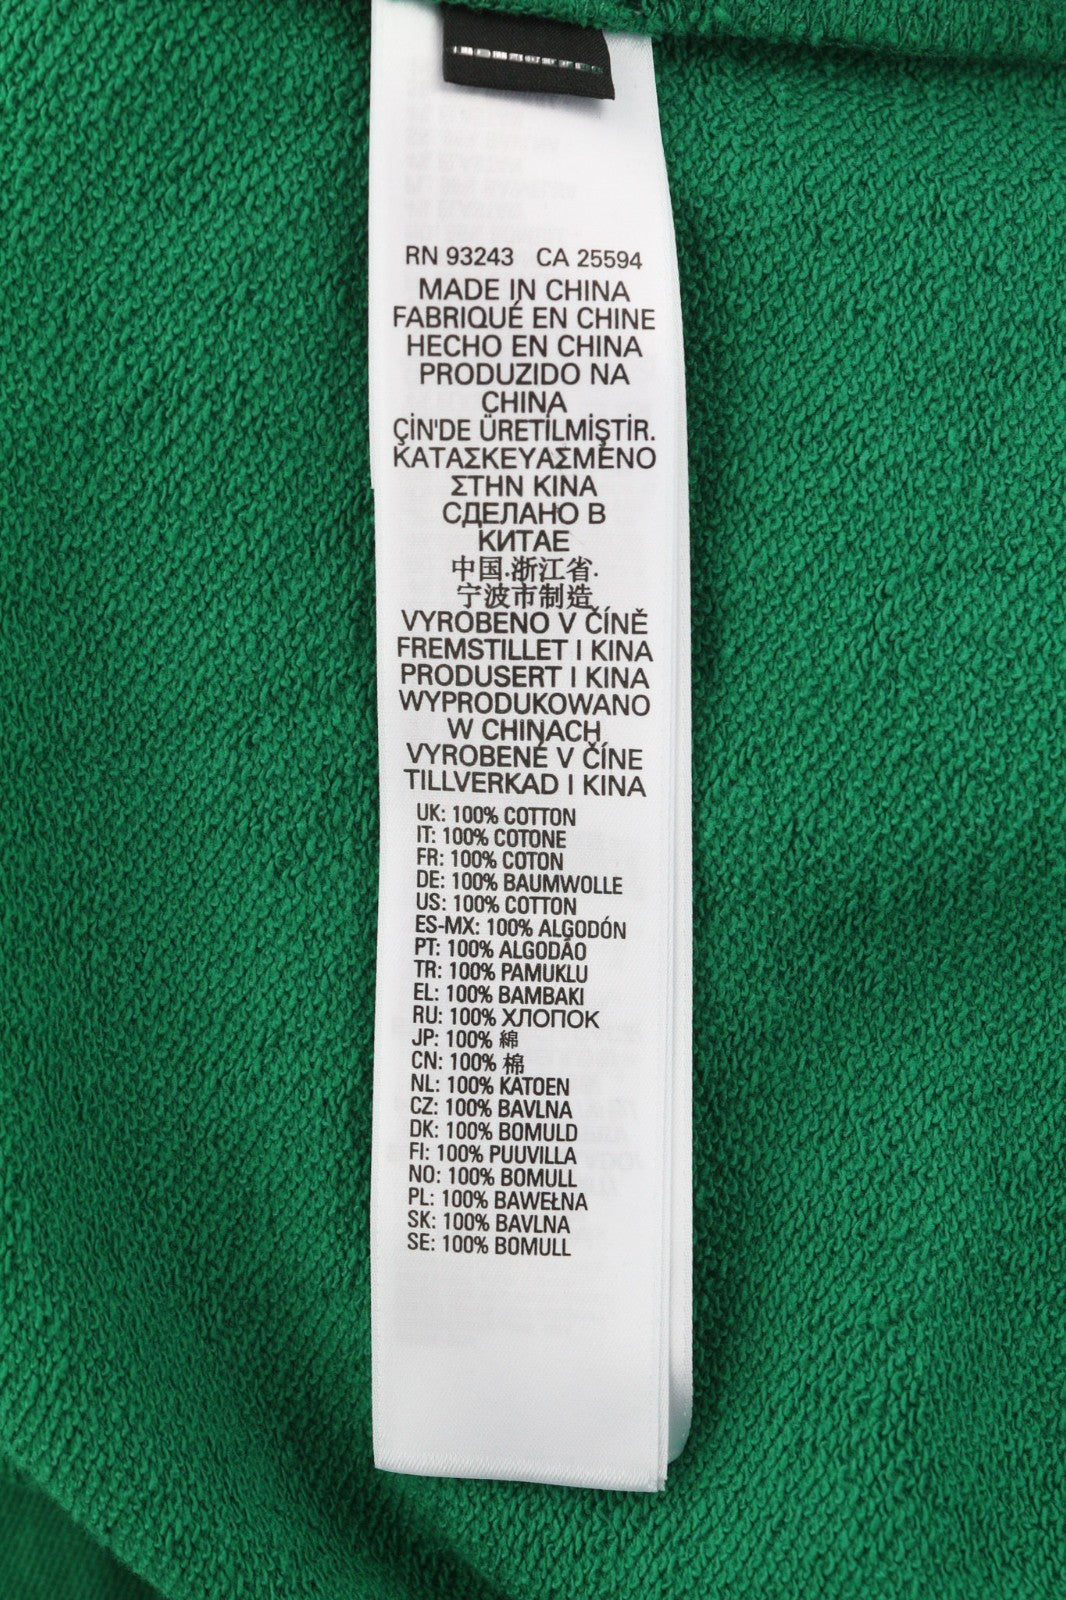 RN 93243 CA 25594
MADE IN CHINA
FABRIQUÉ EN CHINE
HECHO EN CHINA
PRODUZIDO NA
CHINA
ÇİN'DE ÜRETİLMİŞTİR.
ΚΑΤΑΣΚΕΥΑΣΜΕΝΟ
ΣΤΗΝ ΚΙΝΑ
СДЕЛАНО В
КИТАЕ
中国.浙江省.
宁波市制造
VYROBENO V ČÍNĚ
FREMSTILLET I KINA
PRODUSERT I KINA
WYPRODUKOWANO
W CHINACH
VYROBENÉ V ČÍNE
TILLVERKAD I KINA
UK: 100% COTTON
IT: 100% COTONE
FR: 100% COTON
DE: 100% BAUMWOLLE
US: 100% COTTON
ES-MX: 100% ALGODÓN
PT: 100% ALGODÃO
TR: 100% PAMUKLU
EL: 100% ΒΑΜΒΑΚΙ
RU: 100% ХЛОПОК
JP: 100% 綿
CN: 100% 棉
NL: 100% KATOEN
CZ: 100% BAVLNA
DK: 100% BOMULD
FI: 100% PUUVILLA
NO: 100% BOMULL
PL: 100% BAWEŁNA
SK: 100% BAVLNA
SE: 100% BOMULL